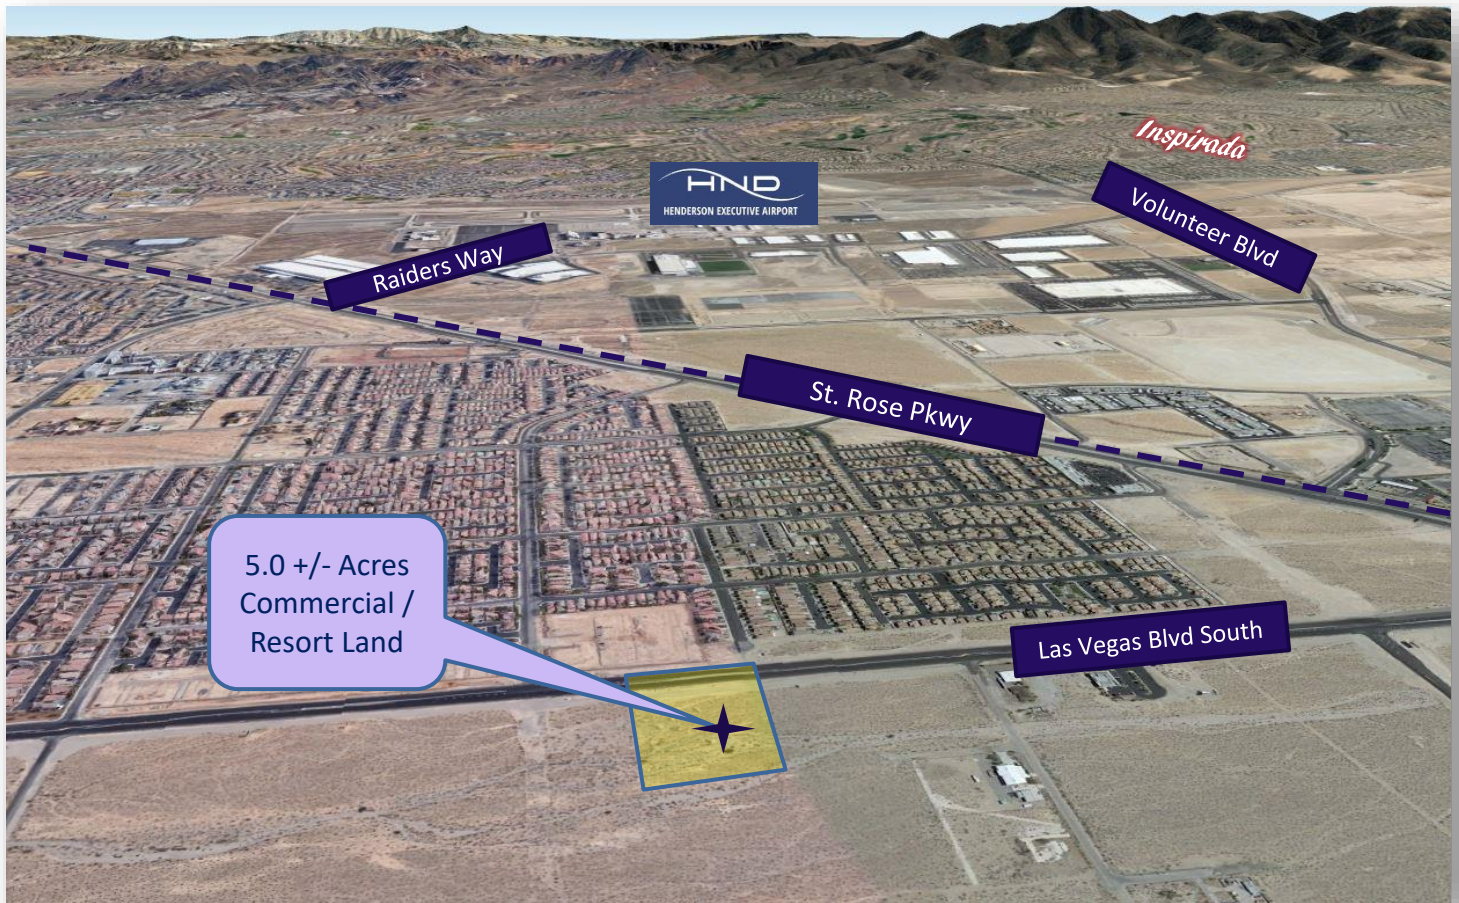 Inspirada
HND
HENDERSON EXECUTIVE AIRPORT
Volunteer Blvd
Raiders Way
St. Rose Pkwy
5.0 +/- Acres
Commercial /
Resort Land
Las Vegas Blvd South